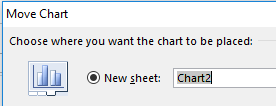 Move Chart
Choose where you want the chart to be placed:
New sheet: Chart2